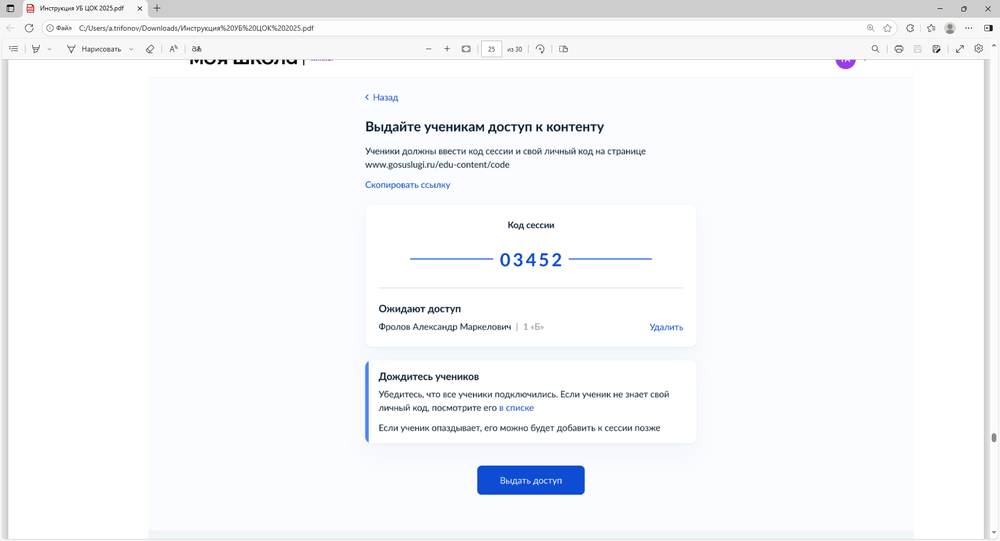 Инструкция УБ ЦОК 2025.pdf
Файл C:/Users/a.trifonov/Downloads/Инструкция%20УБ%20ЦОК%202025.pdf
Нарисовать 25 из 30
моя школа | каталог
ТА
Назад
Выдайте ученикам доступ к контенту
Ученики должны ввести код сессии и свой личный код на странице
www.gosuslugi.ru/edu-content/code
Скопировать ссылку
Код сессии
03452
Ожидают доступ
Фролов Александр Маркелович | 1 «Б» Удалить
Дождитесь учеников
Убедитесь, что все ученики подключились. Если ученик не знает свой
личный код, посмотрите его в списке
Если ученик опаздывает, его можно будет добавить к сессии позже
Выдать доступ